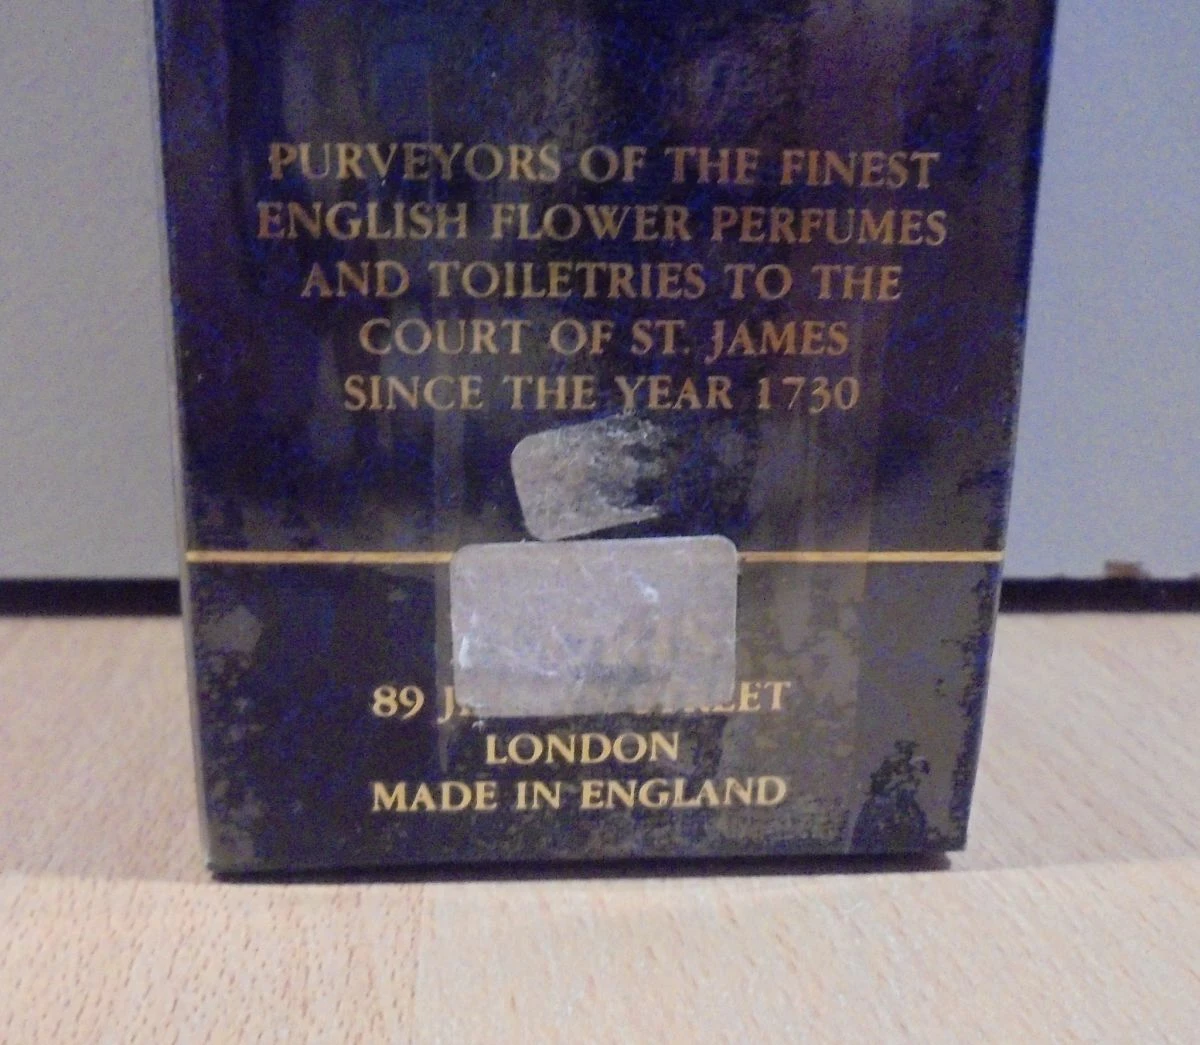 PURVEYORS OF THE FINEST
ENGLISH FLOWER PERFUMES
AND TOILETRIES TO THE
COURT OF ST. JAMES
SINCE THE YEAR 1730
89 STREET
LONDON
MADE IN ENGLAND